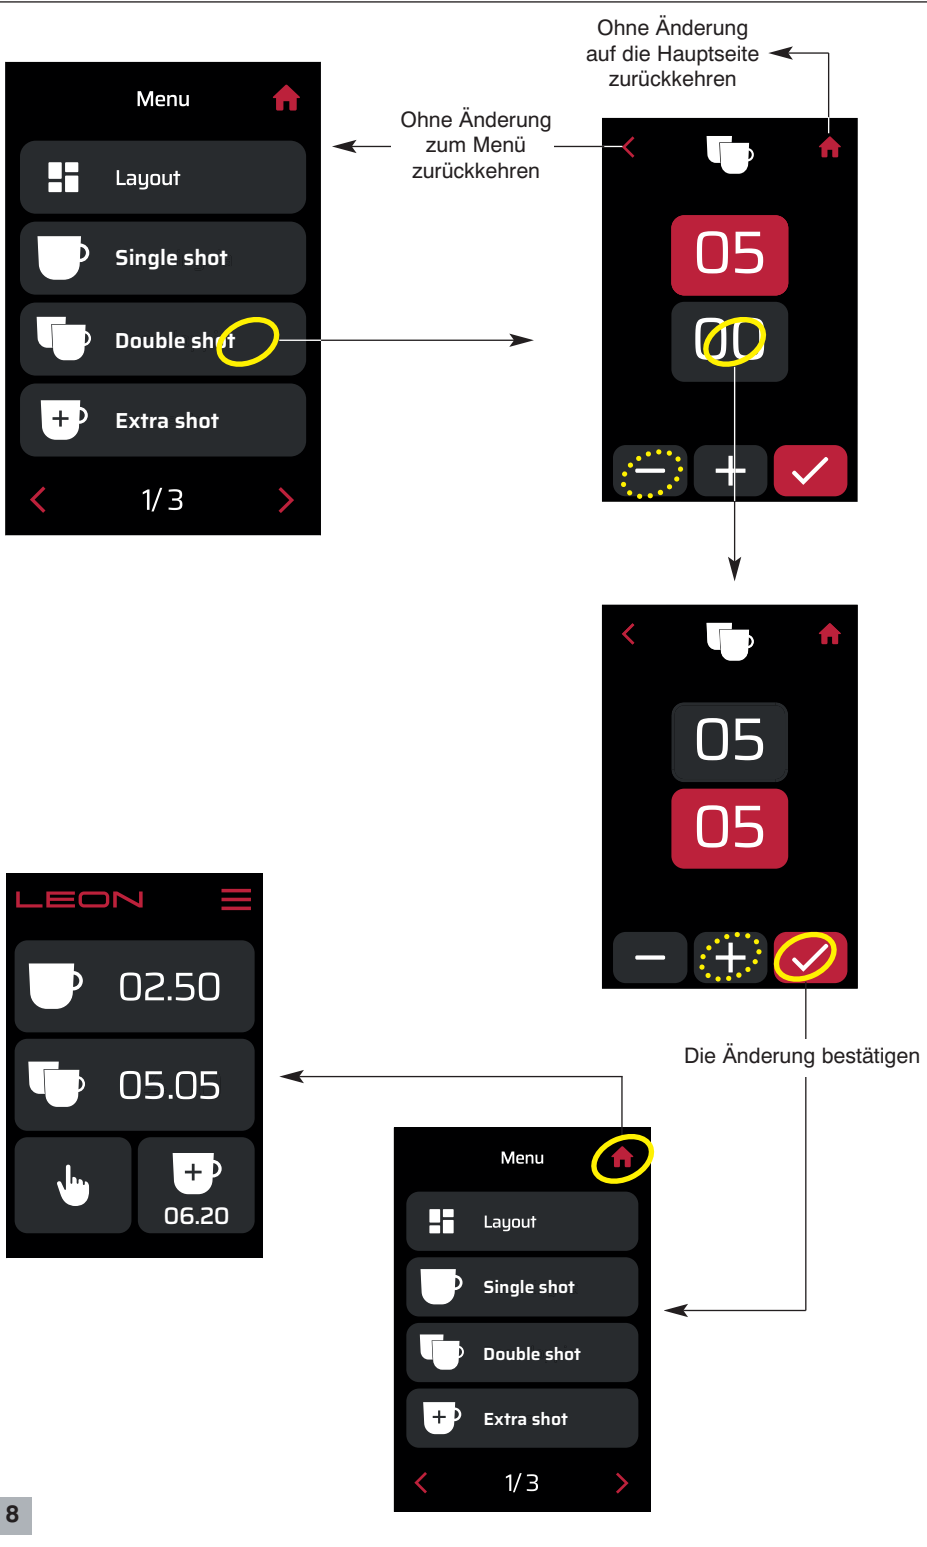 Ohne Änderung
auf die Hauptseite
zurückkehren
Menu
Ohne Änderung
zum Menü
zurückkehren
Layout
Single shot
Double shot
Extra shot
1/3
05
00
05
05
LEON
02.50
05.05
06.20
Die Änderung bestätigen
Menu
Layout
Single shot
Double shot
Extra shot
1/3
8